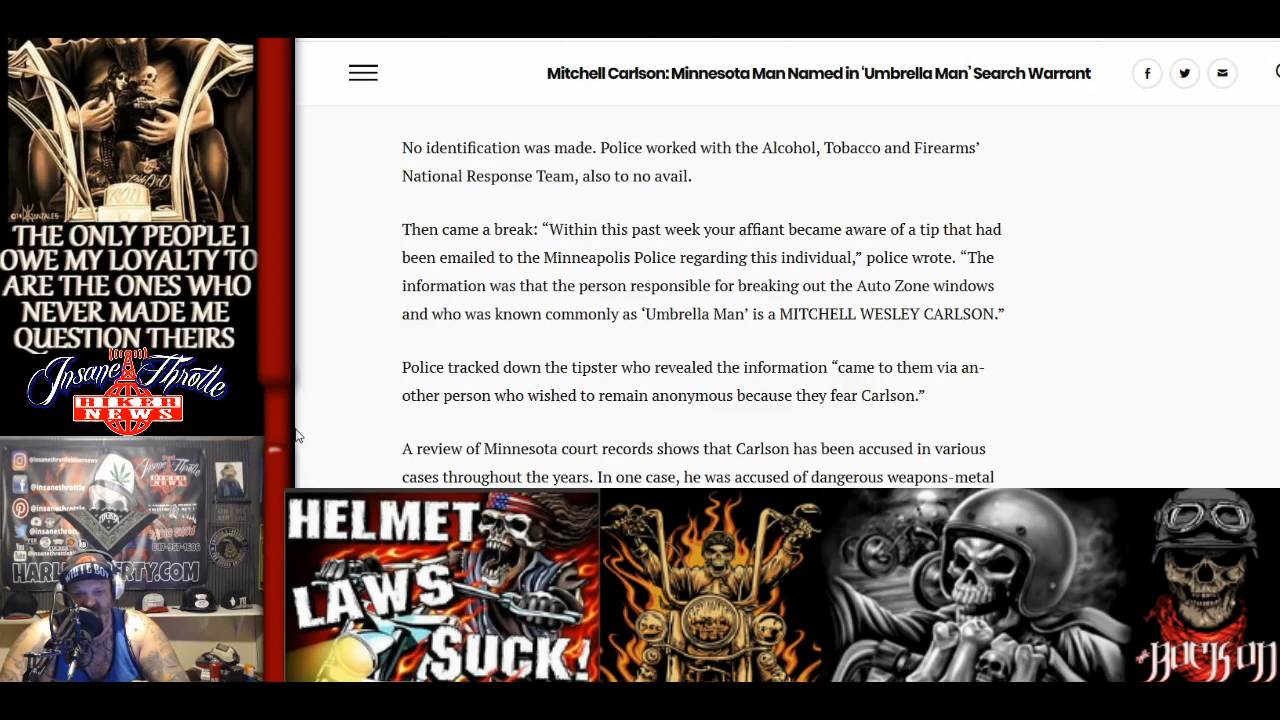 Mitchell Carlson: Minnesota Man Named in ‘Umbrella Man’ Search Warrant
No identification was made. Police worked with the Alcohol, Tobacco and Firearms’
National Response Team, also to no avail.
Then came a break: “Within this past week your affiant became aware of a tip that had
been emailed to the Minneapolis Police regarding this individual,” police wrote. “The
information was that the person responsible for breaking out the Auto Zone windows
and who was known commonly as ‘Umbrella Man’ is a MITCHELL WESLEY CARLSON.”
Police tracked down the tipster who revealed the information “came to them via an-
other person who wished to remain anonymous because they fear Carlson.”
A review of Minnesota court records shows that Carlson has been accused in various
cases throughout the years. In one case, he was accused of dangerous weapons-metal
THE ONLY PEOPLE I
OWE MY LOYALTY TO
ARE THE ONES WHO
NEVER MADE ME
QUESTION THEIRS
Insane Throttle
BIKER
NEWS
@insanethrottlebikernews
@insanethrottle
@insanethrottle
WHITE BOY
HELMET
LAWS
SUCK!